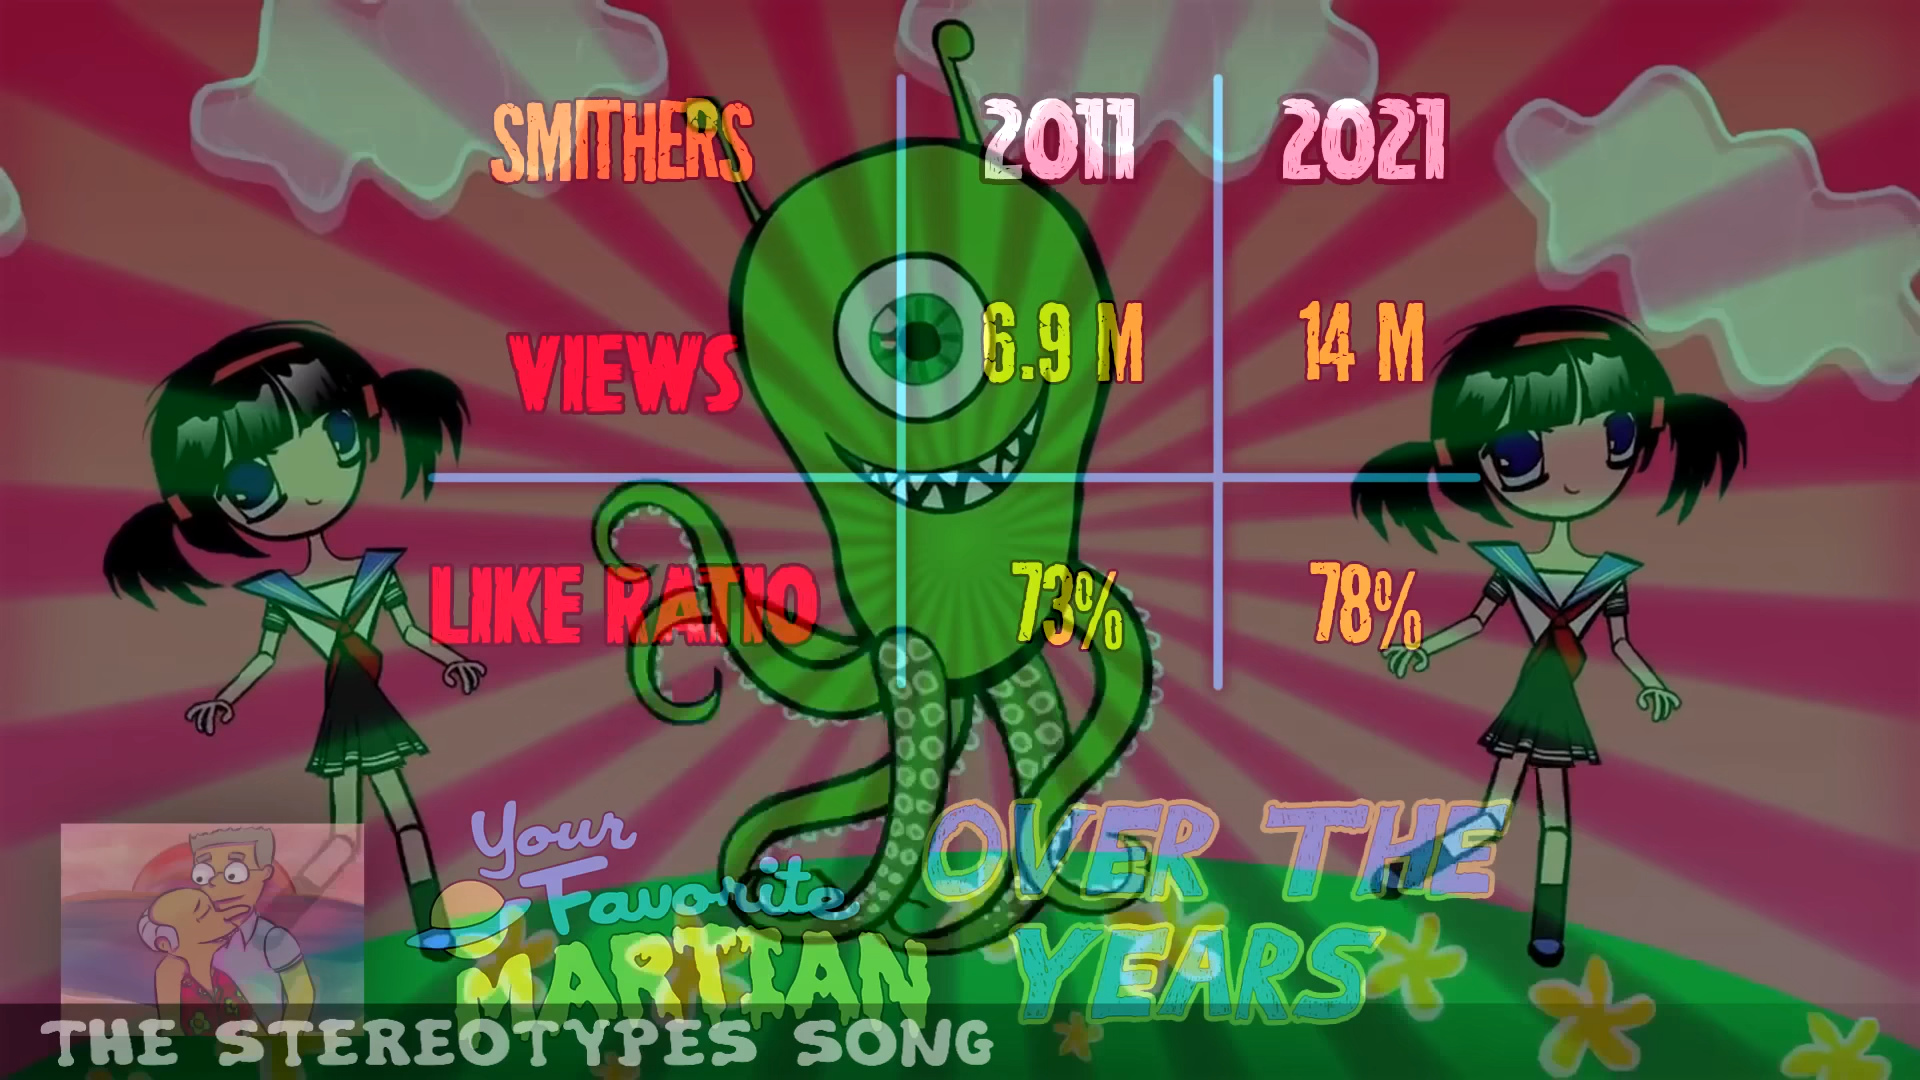 SMITHERS 2011 2021
VIEWS 6.9 M 14 M
LIKE RATIO 73% 78%
Your
Favorite
MARTIAN
OVER THE
YEARS
THE STEREOTYPES SONG